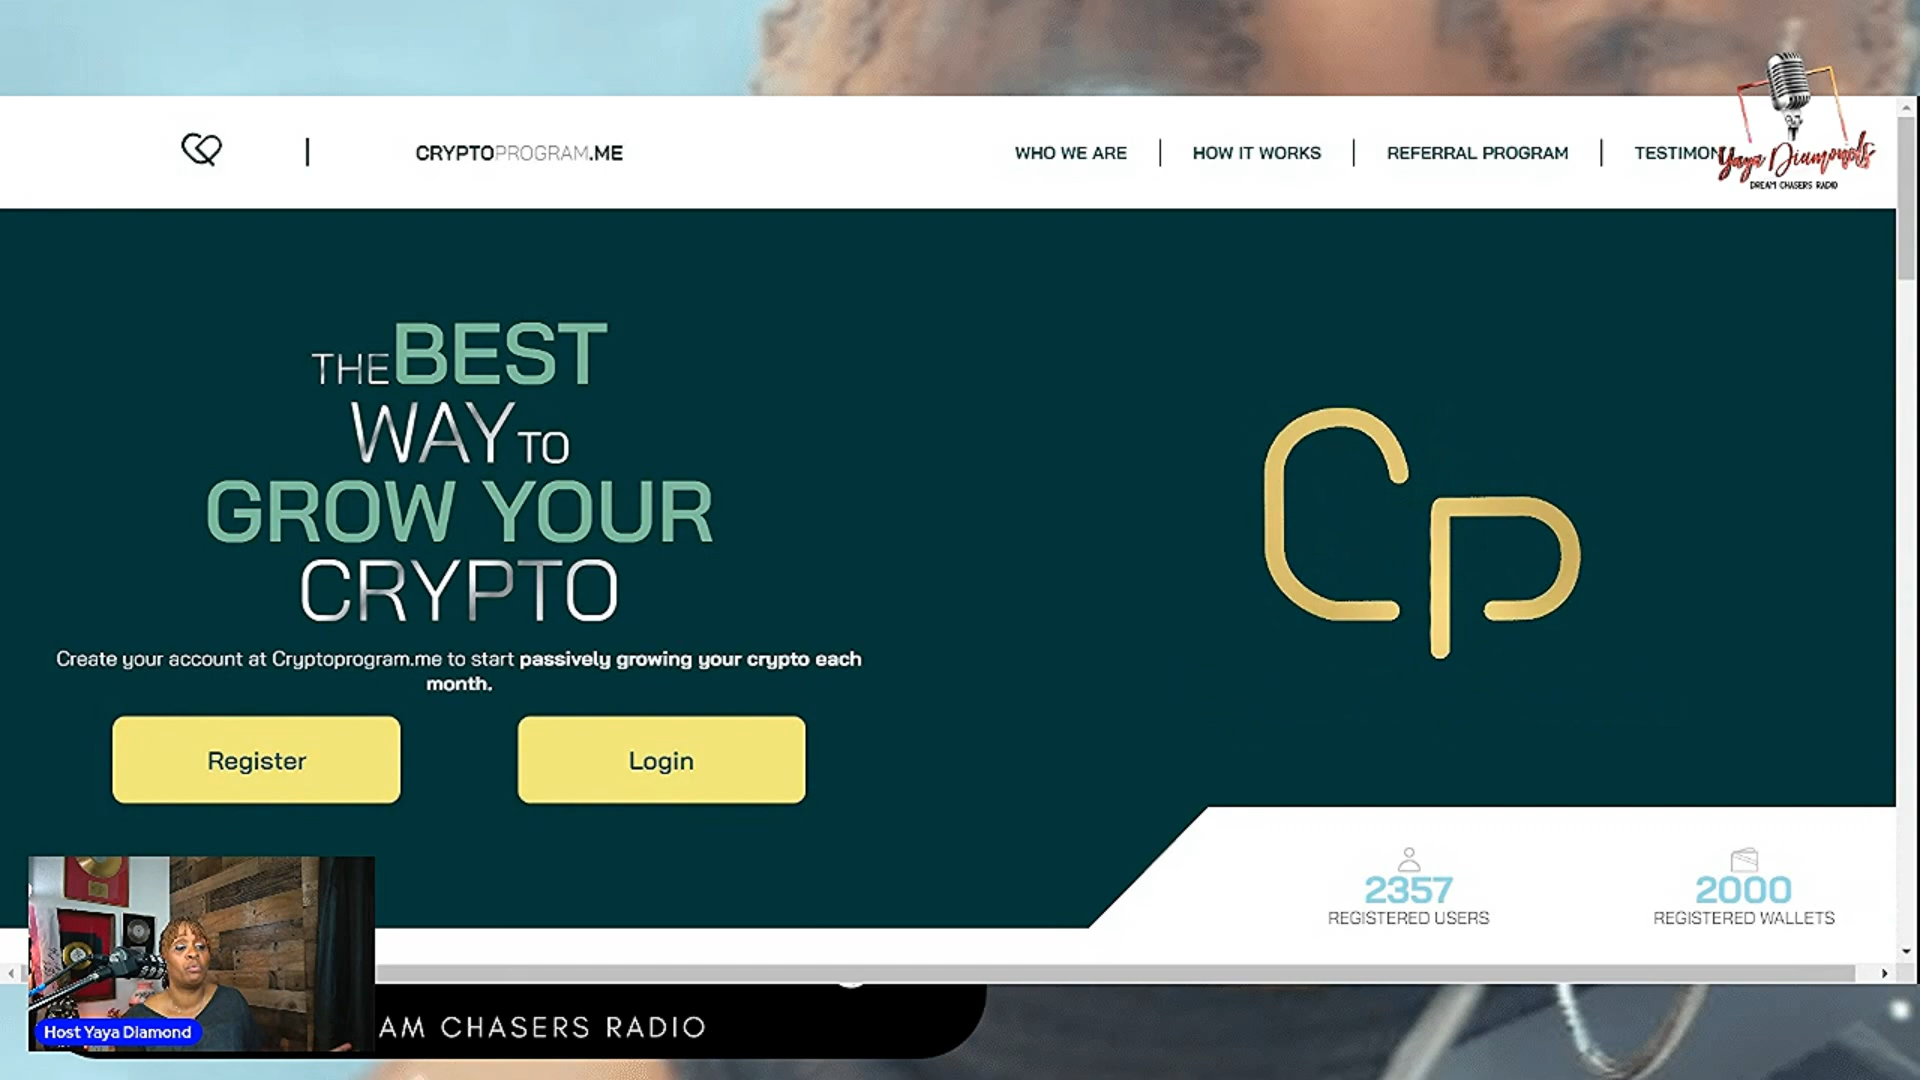 CRYPTOPROGRAM.ME
WHO WE ARE
HOW IT WORKS
REFERRAL PROGRAM
TESTIMON
Yaya Diamonds
DREAM CHASERS RADIO
THE BEST
WAY TO
GROW YOUR
CRYPTO
Create your account at Cryptoprogram.me to start passively growing your crypto each
month.
Register
Login
2357
REGISTERED USERS
2000
REGISTERED WALLETS
Host Yaya Diamond
AM CHASERS RADIO